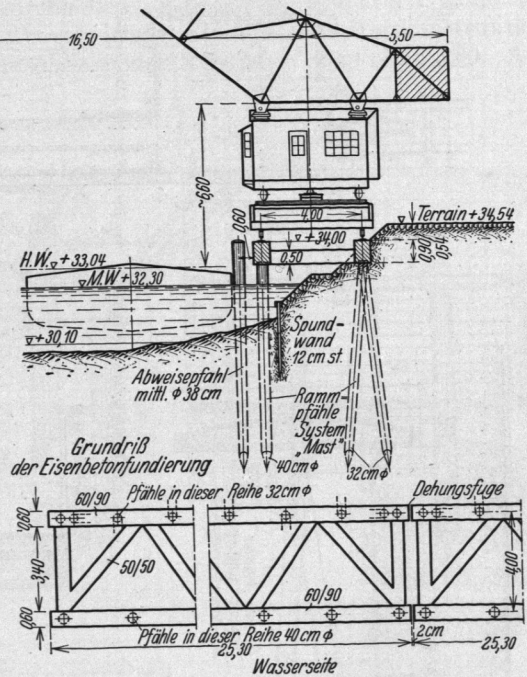 16,50
5,50
~6,60
4,00
0,60
Terrain + 34,54
+ 34,00
H.W. + 33,04
0,50
0,90
0,54
M.W + 32,30
+ 30,10
Spund-
wand
12 cm st.
Abweisepfahl
mittl. ϕ 38 cm
Ramm-
pfähle
System
„Mast"
40 cm ϕ
32 cm ϕ
Grundriß
der Eisenbetonfundierung
60/90
Pfähle in dieser Reihe 32 cm ϕ
Dehungsfuge
0,60
50/50
3,40
4,00
60/90
0,60
Pfähle in dieser Reihe 40 cm ϕ
2 cm
25,30
25,30
Wasserseite